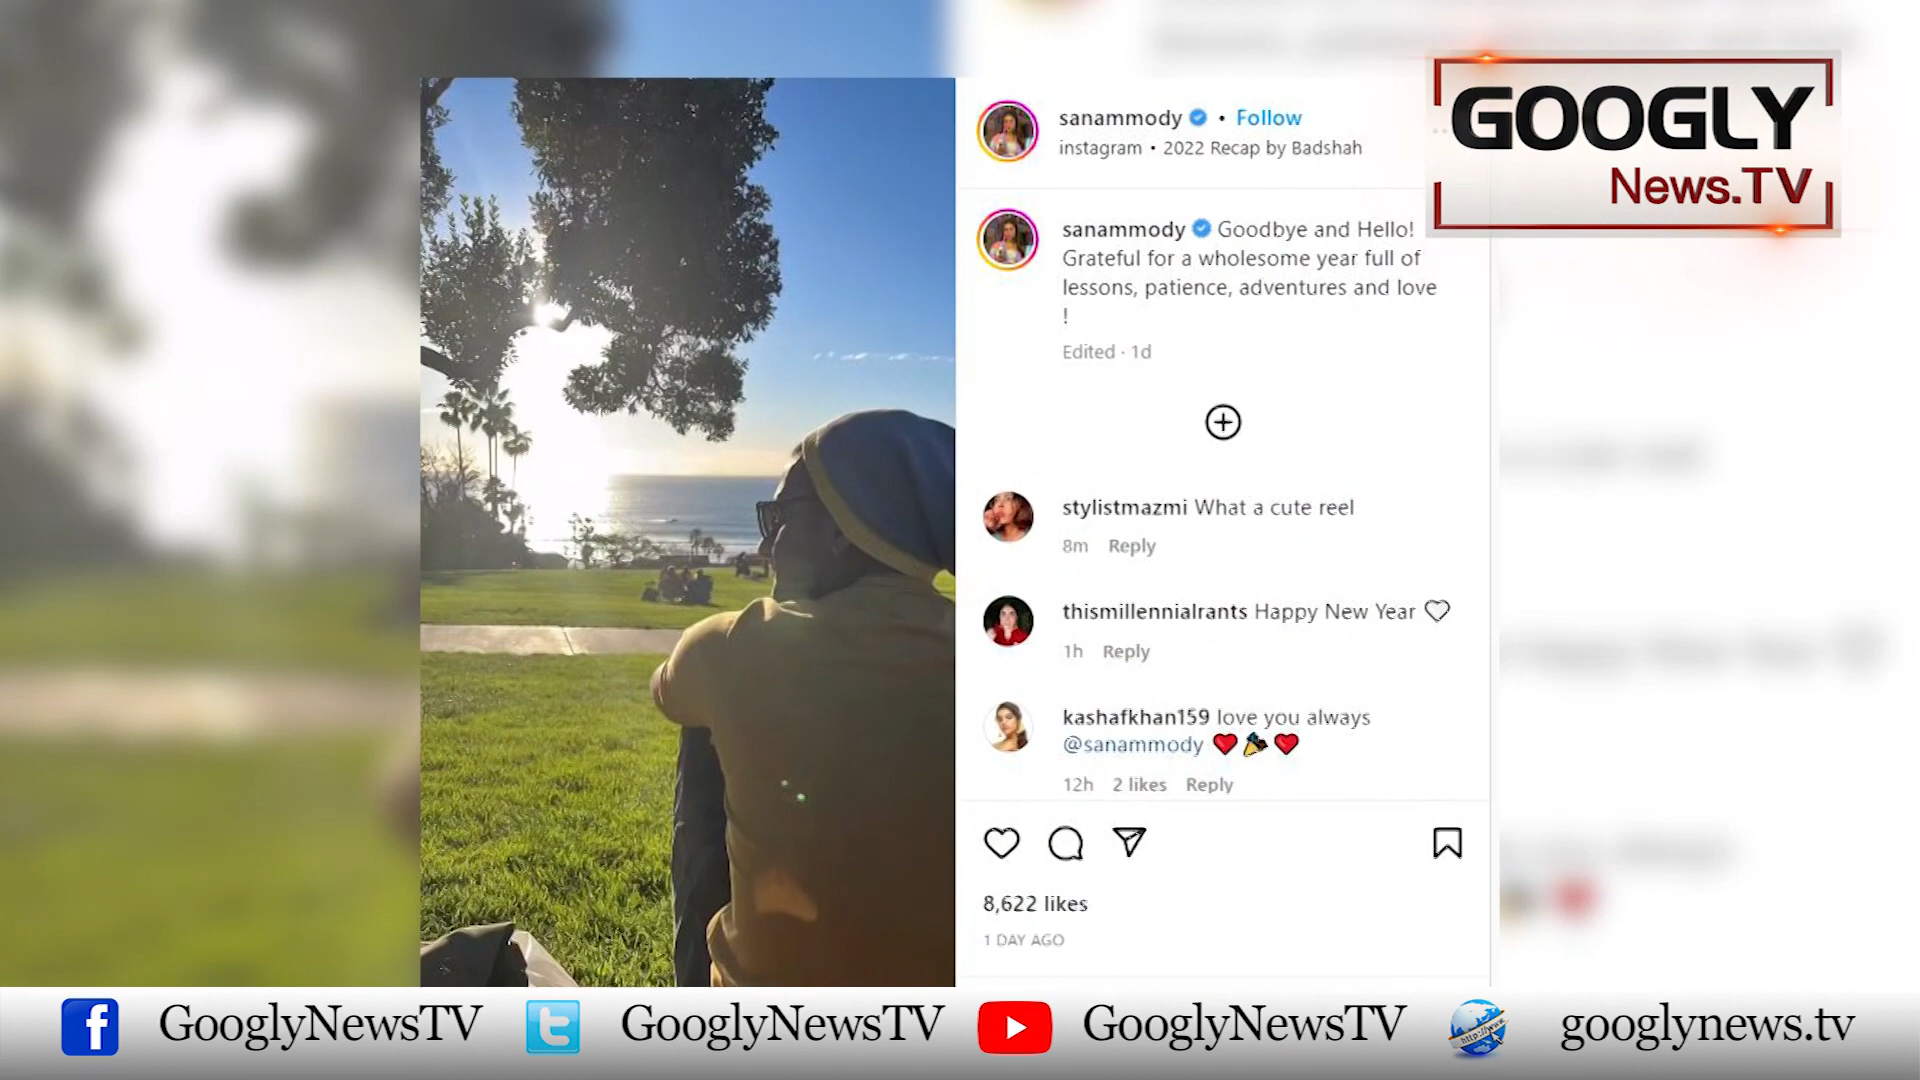 sanammody • Follow
instagram • 2022 Recap by Badshah
GOOGLY
News.TV
sanammody Goodbye and Hello!
Grateful for a wholesome year full of
lessons, patience, adventures and love
!
Edited · 1d
stylistmazmi What a cute reel
8m Reply
thismillennialrants Happy New Year
1h Reply
kashafkhan159 love you always
@sanammody
12h 2 likes Reply
8,622 likes
1 DAY AGO
GooglyNewsTV
GooglyNewsTV
GooglyNewsTV
http://www.
googlynews.tv